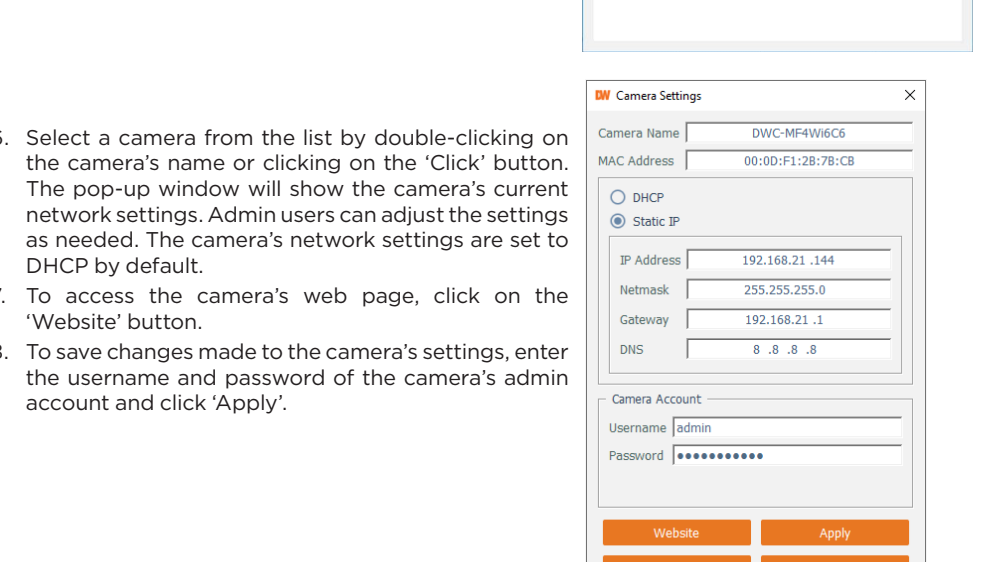 6. Select a camera from the list by double-clicking on
the camera's name or clicking on the ‘Click’ button.
The pop-up window will show the camera's current
network settings. Admin users can adjust the settings
as needed. The camera's network settings are set to
DHCP by default.
7. To access the camera's web page, click on the
‘Website’ button.
8. To save changes made to the camera's settings, enter
the username and password of the camera's admin
account and click ‘Apply’.
DW Camera Settings
Camera Name DWC-MF4Wi6C6
MAC Address 00:0D:F1:2B:7B:CB
DHCP
Static IP
IP Address 192.168.21 .144
Netmask 255.255.255.0
Gateway 192.168.21 .1
DNS 8 .8 .8 .8
Camera Account
Username admin
Password ●●●●●●●●●●●
Website Apply